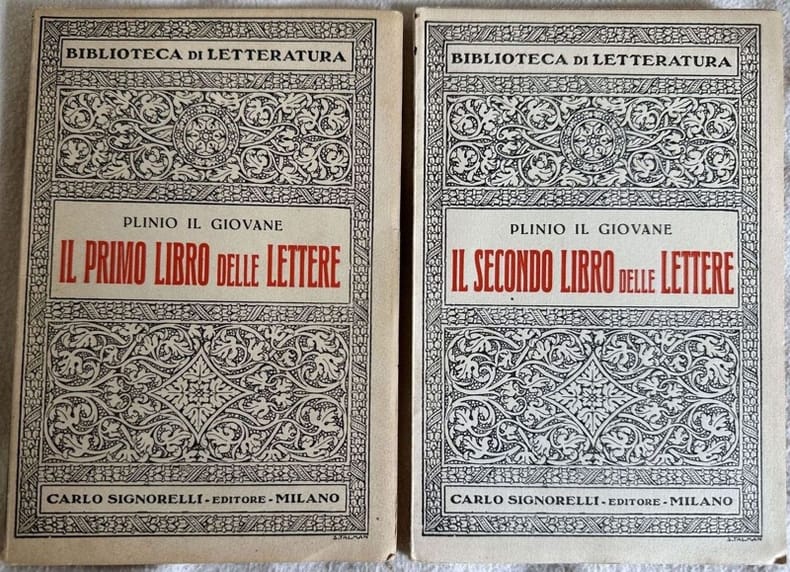 BIBLIOTECA DI LETTERATURA
PLINIO IL GIOVANE
IL PRIMO LIBRO DELLE LETTERE
CARLO SIGNORELLI - EDITORE - MILANO
BIBLIOTECA DI LETTERATURA
PLINIO IL GIOVANE
IL SECONDO LIBRO DELLE LETTERE
CARLO SIGNORELLI - EDITORE - MILANO